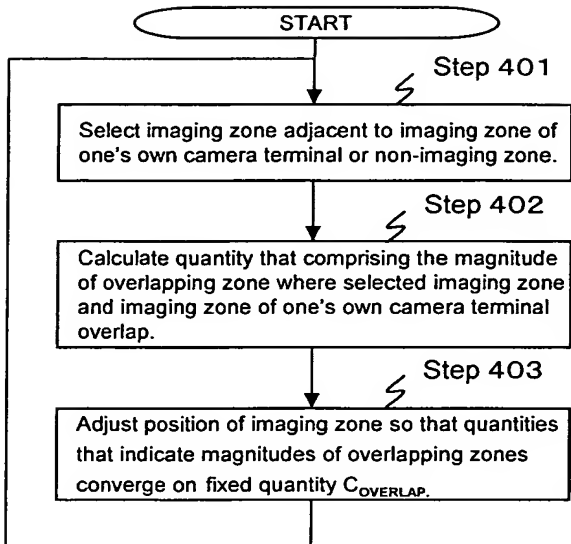 START
Step 401
Select imaging zone adjacent to imaging zone of
one's own camera terminal or non-imaging zone.
Step 402
Calculate quantity that comprising the magnitude
of overlapping zone where selected imaging zone
and imaging zone of one's own camera terminal
overlap.
Step 403
Adjust position of imaging zone so that quantities
that indicate magnitudes of overlapping zones
converge on fixed quantity COVERLAP.